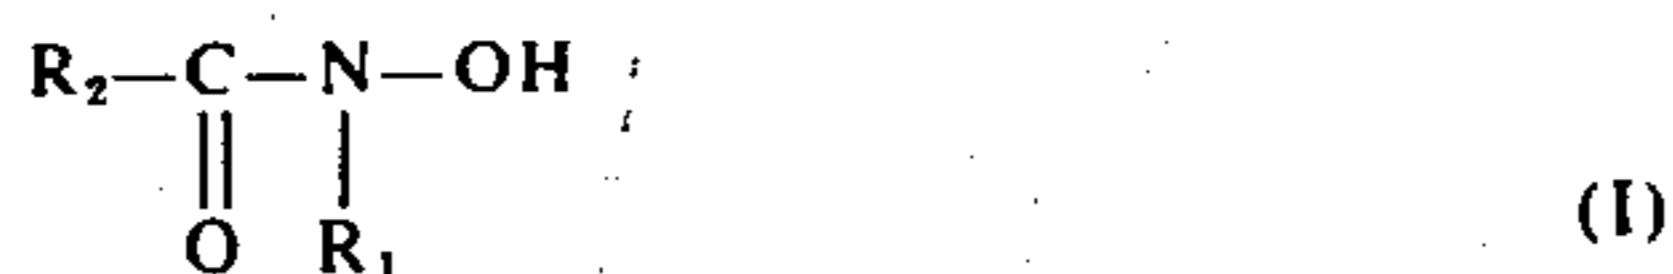 R₂—C—N—OH
(I)
O R₁